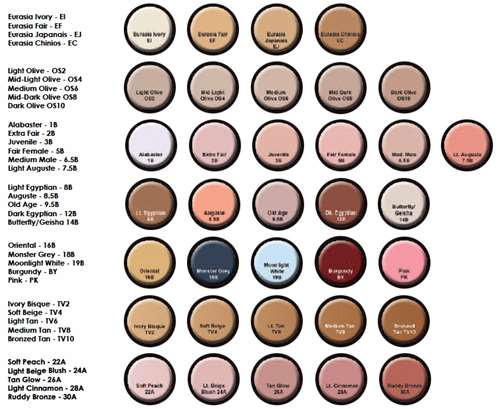 Eurasia Ivory - EI
Eurasia Fair - EF
Eurasia Japanais - EJ
Eurasia Chinios - EC
Eurasia Ivory
EI
Eurasia Fair
EF
Eurasia
Japanais
EJ
Eurasia
Chinios
EC
Light Olive - OS2
Mid-Light Olive - OS4
Medium Olive - OS6
Mid-Dark Olive OS8
Dark Olive OS10
Light Olive
OS2
Mid Light
Olive OS4
Medium
Olive OS6
Mid Dark
Olive OS8
Dark Olive
OS10
Alabaster - 1B
Extra Fair - 2B
Juvenile - 3B
Fair Female - 5B
Medium Male - 6.5B
Light Auguste - 7.5B
Alabaster
1B
Extra Fair
2B
Juvenile
3B
Fair Female
5B
Med. Male
6.5B
Lt. Auguste
7.5B
Light Egyptian - 8B
Auguste - 8.5B
Old Age - 9.5B
Dark Egyptian - 12B
Butterfly/Geisha 14B
Lt. Egyptian
8B
Auguste
8.5B
Old Age
9.5B
Dk. Egyptian
12B
Butterfly/
Geisha
14B
Oriental - 16B
Monster Grey - 18B
Moonlight White - 19B
Burgundy - BY
Pink - PK
Oriental
16B
Monster Grey
18B
Moonlight
White
19B
Burgundy
BY
Pink
PK
Ivory Bisque - TV2
Soft Beige - TV4
Light Tan - TV6
Medium Tan - TV8
Bronzed Tan - TV10
Ivory Bisque
TV2
Soft Beige
TV4
Lt. Tan
TV6
Medium Tan
TV8
Bronzed
Tan TV10
Soft Peach - 22A
Light Beige Blush - 24A
Tan Glow - 26A
Light Cinnamon - 28A
Ruddy Bronze - 30A
Soft Peach
22A
Lt. Beige
Blush 24A
Tan Glow
26A
Lt. Cinnamon
28A
Ruddy Bronze
30A